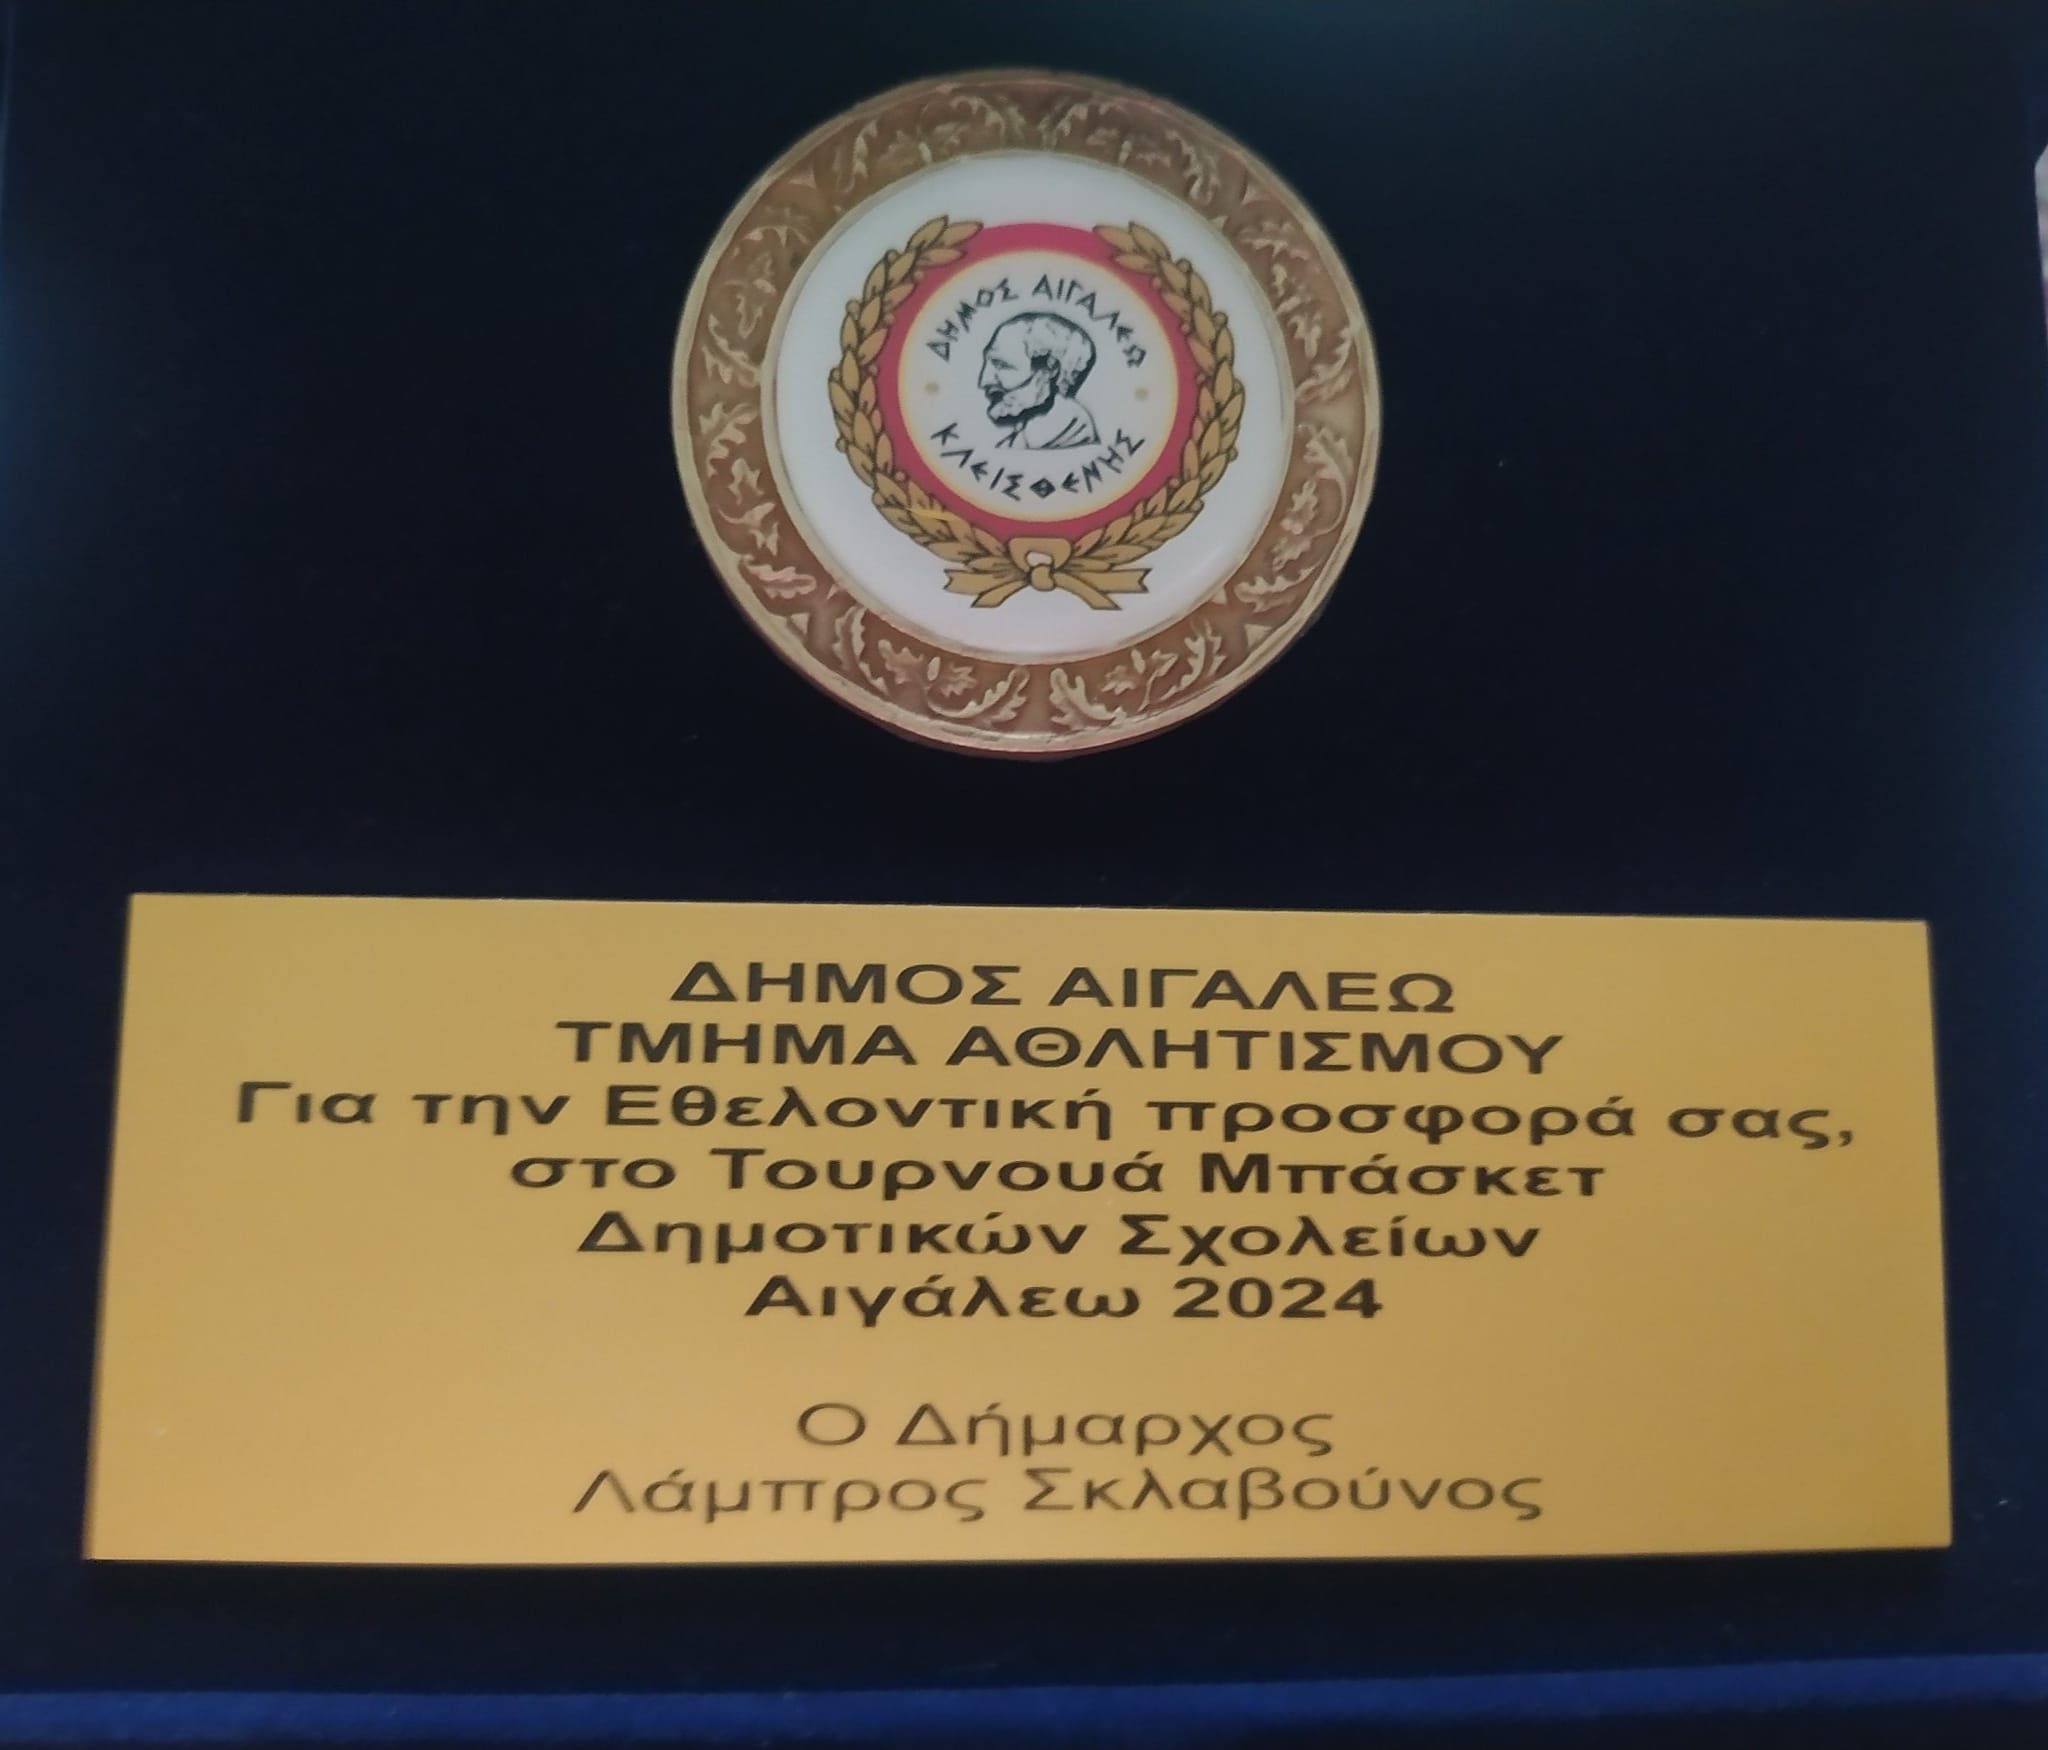 ΔΗΜΟΣ ΑΙΓΑΛΕΩ
ΚΛΕΙΣΘΕΝΗΣ
ΔΗΜΟΣ ΑΙΓΑΛΕΩ
ΤΜΗΜΑ ΑΘΛΗΤΙΣΜΟΥ
Για την Εθελοντική προσφορά σας,
στο Τουρνουά Μπάσκετ
Δημοτικών Σχολείων
Αιγάλεω 2024
Ο Δήμαρχος
Λάμπρος Σκλαβούνος